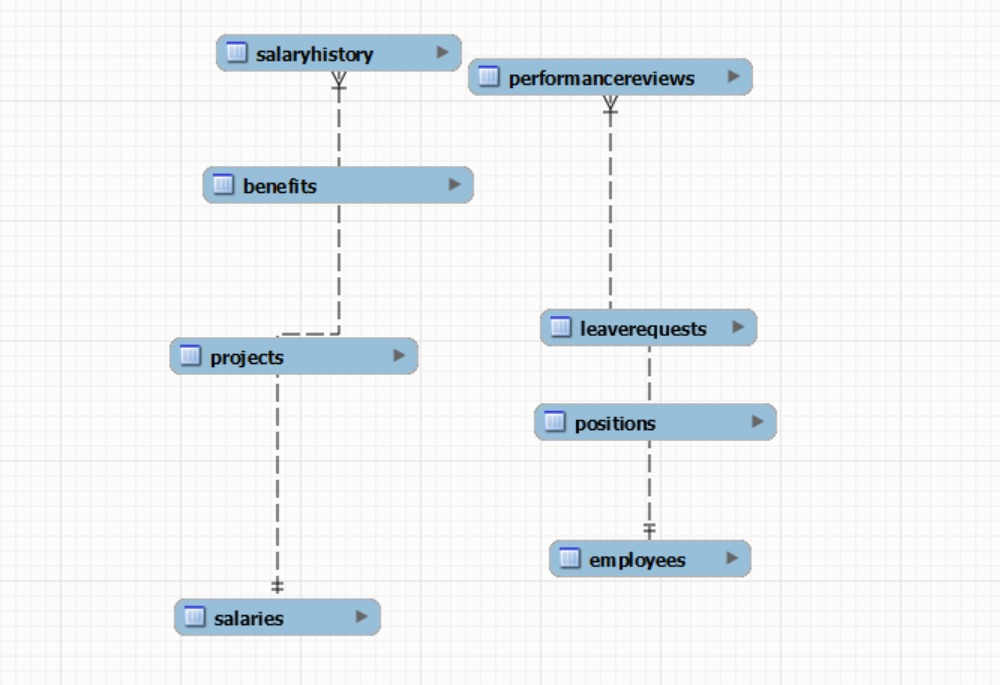 salaryhistory
performancereviews
benefits
leaverequests
projects
positions
employees
salaries